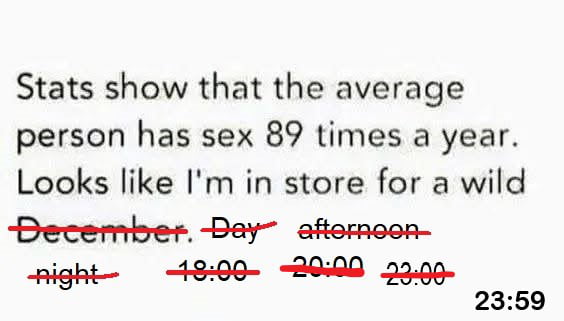 Stats show that the average
person has sex 89 times a year.
Looks like I'm in store for a wild
December. Day afternoon
night 18:00 20:00 23:00
23:59